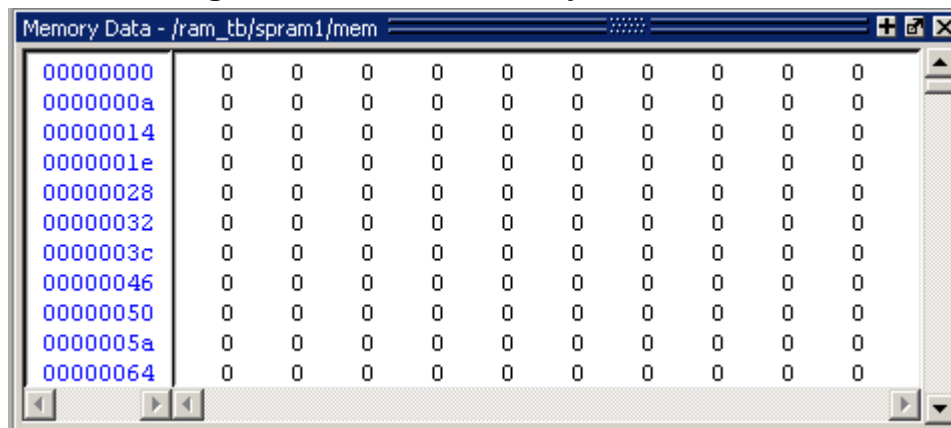 Memory Data - /ram_tb/spram1/mem
00000000 0 0 0 0 0 0 0 0 0 0
0000000a 0 0 0 0 0 0 0 0 0 0
00000014 0 0 0 0 0 0 0 0 0 0
0000001e 0 0 0 0 0 0 0 0 0 0
00000028 0 0 0 0 0 0 0 0 0 0
00000032 0 0 0 0 0 0 0 0 0 0
0000003c 0 0 0 0 0 0 0 0 0 0
00000046 0 0 0 0 0 0 0 0 0 0
00000050 0 0 0 0 0 0 0 0 0 0
0000005a 0 0 0 0 0 0 0 0 0 0
00000064 0 0 0 0 0 0 0 0 0 0